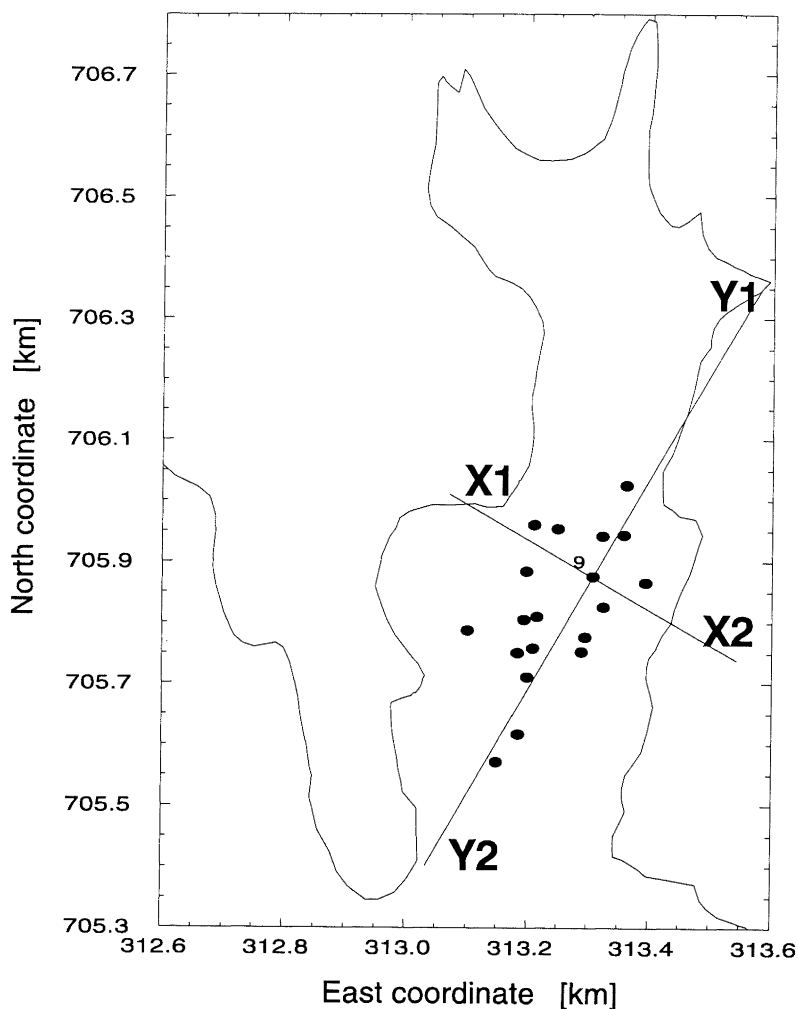 706.7
706.5
Y1
706.3
706.1
X1
705.9
9
X2
705.7
705.5
Y2
705.3
312.6 312.8 313.0 313.2 313.4 313.6
East coordinate [km]
North coordinate [km]